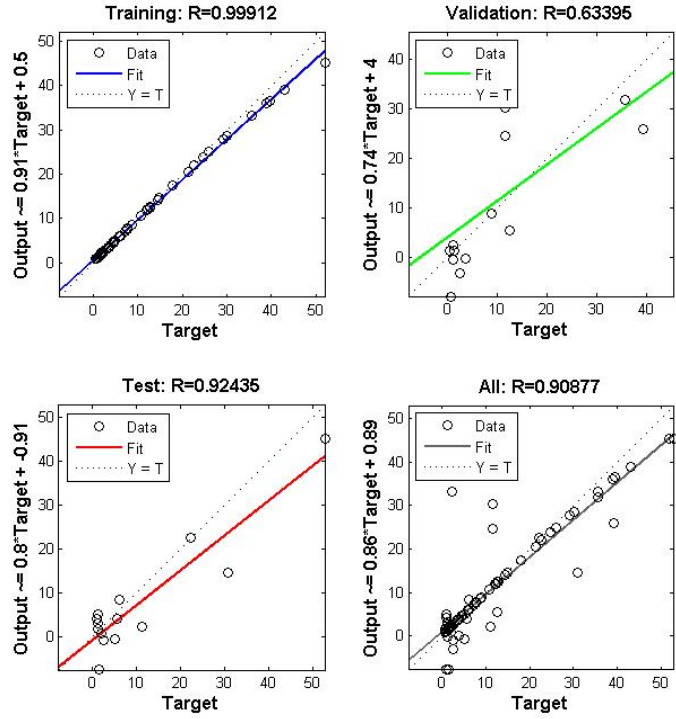 Training: R=0.99912
Output ~= 0.91*Target + 0.5
50
40
30
20
10
0
Data
Fit
Y = T
0 10 20 30 40 50
Target
Validation: R=0.63395
Output ~= 0.74*Target + 4
40
30
20
10
0
Data
Fit
Y = T
0 10 20 30 40
Target
Test: R=0.92435
Output ~= 0.8*Target + -0.91
50
40
30
20
10
0
Data
Fit
Y = T
0 10 20 30 40 50
Target
All: R=0.90877
Output ~= 0.86*Target + 0.89
50
40
30
20
10
0
Data
Fit
Y = T
0 10 20 30 40 50
Target